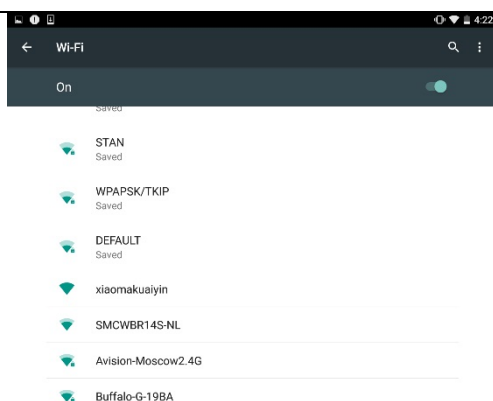 4:22
Wi-Fi
On
Saved
STAN
Saved
WPAPSK/TKIP
Saved
DEFAULT
Saved
xiaomakuaiyin
SMCWBR14S-NL
Avision-Moscow2.4G
Buffalo-G-19BA